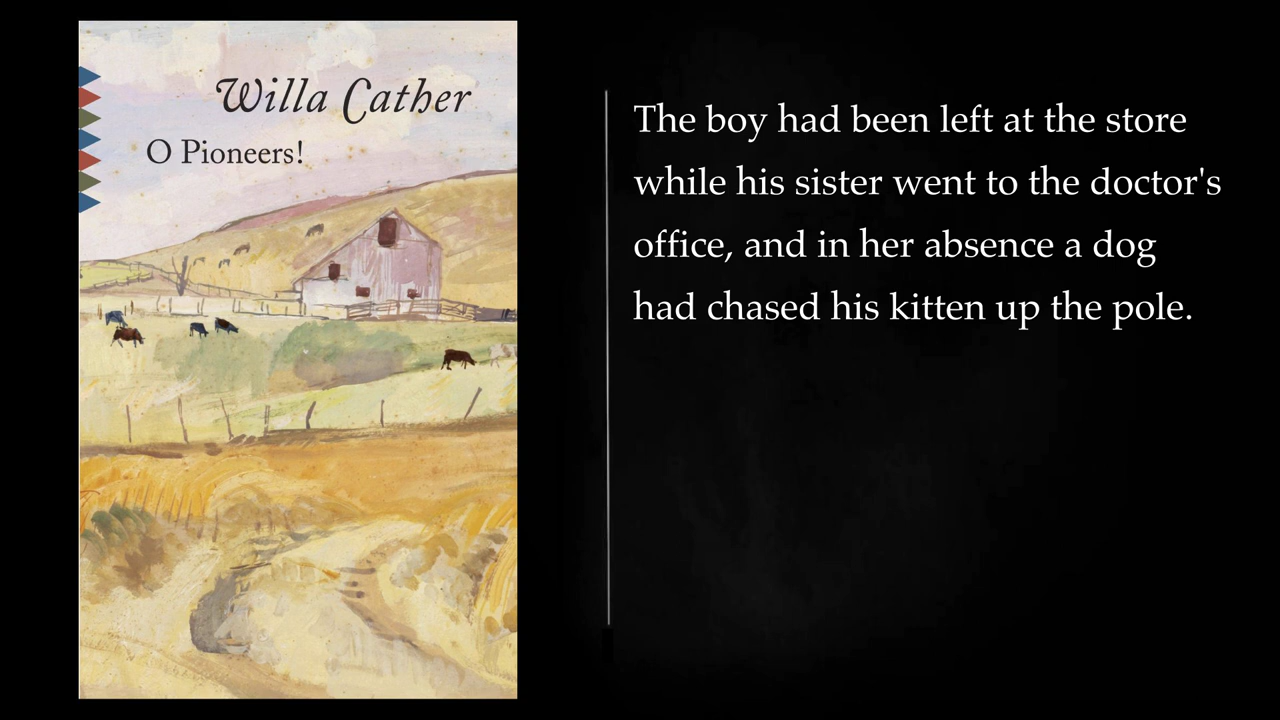 Willa Cather
O Pioneers!
The boy had been left at the store
while his sister went to the doctor's
office, and in her absence a dog
had chased his kitten up the pole.